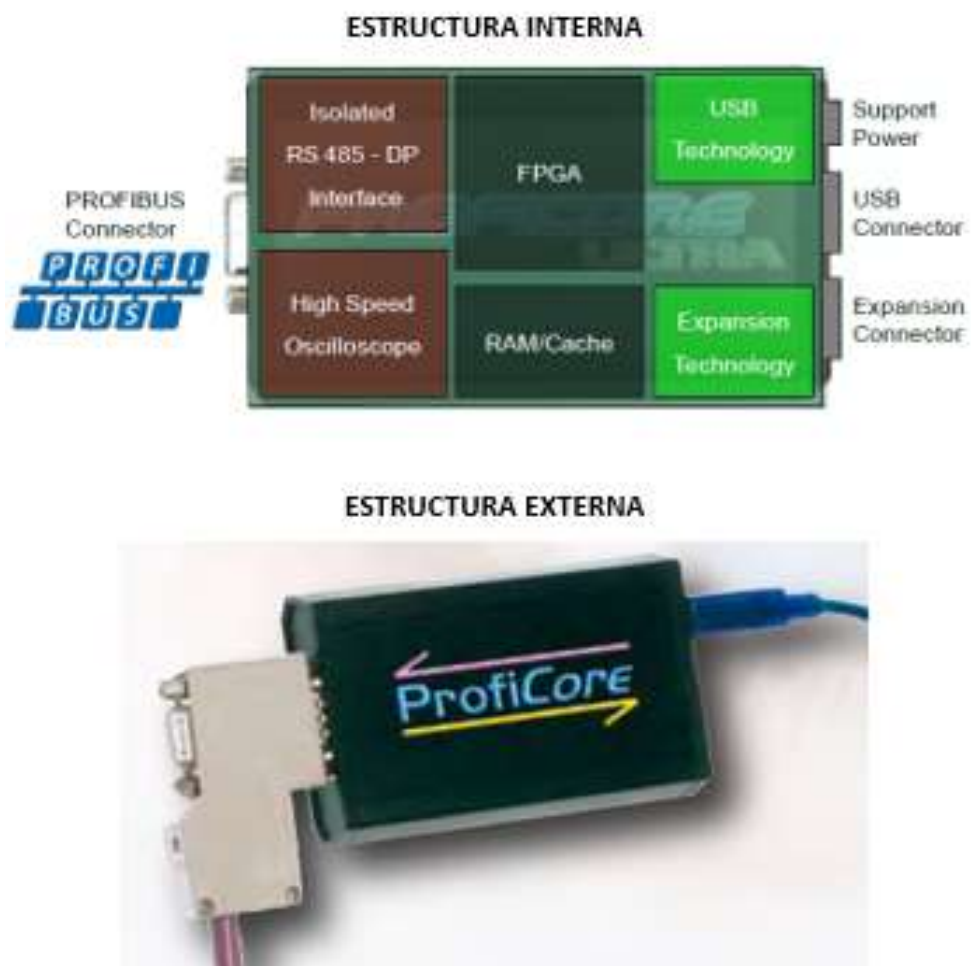 ESTRUCTURA INTERNA
Isolated
RS 485 - DP
Interface
FPGA
USB
Technology
Support
Power
PROFIBUS
Connector
PROFI
BUS
USB
Connector
High Speed
Oscilloscope
RAM/Cache
Expansion
Technology
Expansion
Connector
ESTRUCTURA EXTERNA
ProfiCore